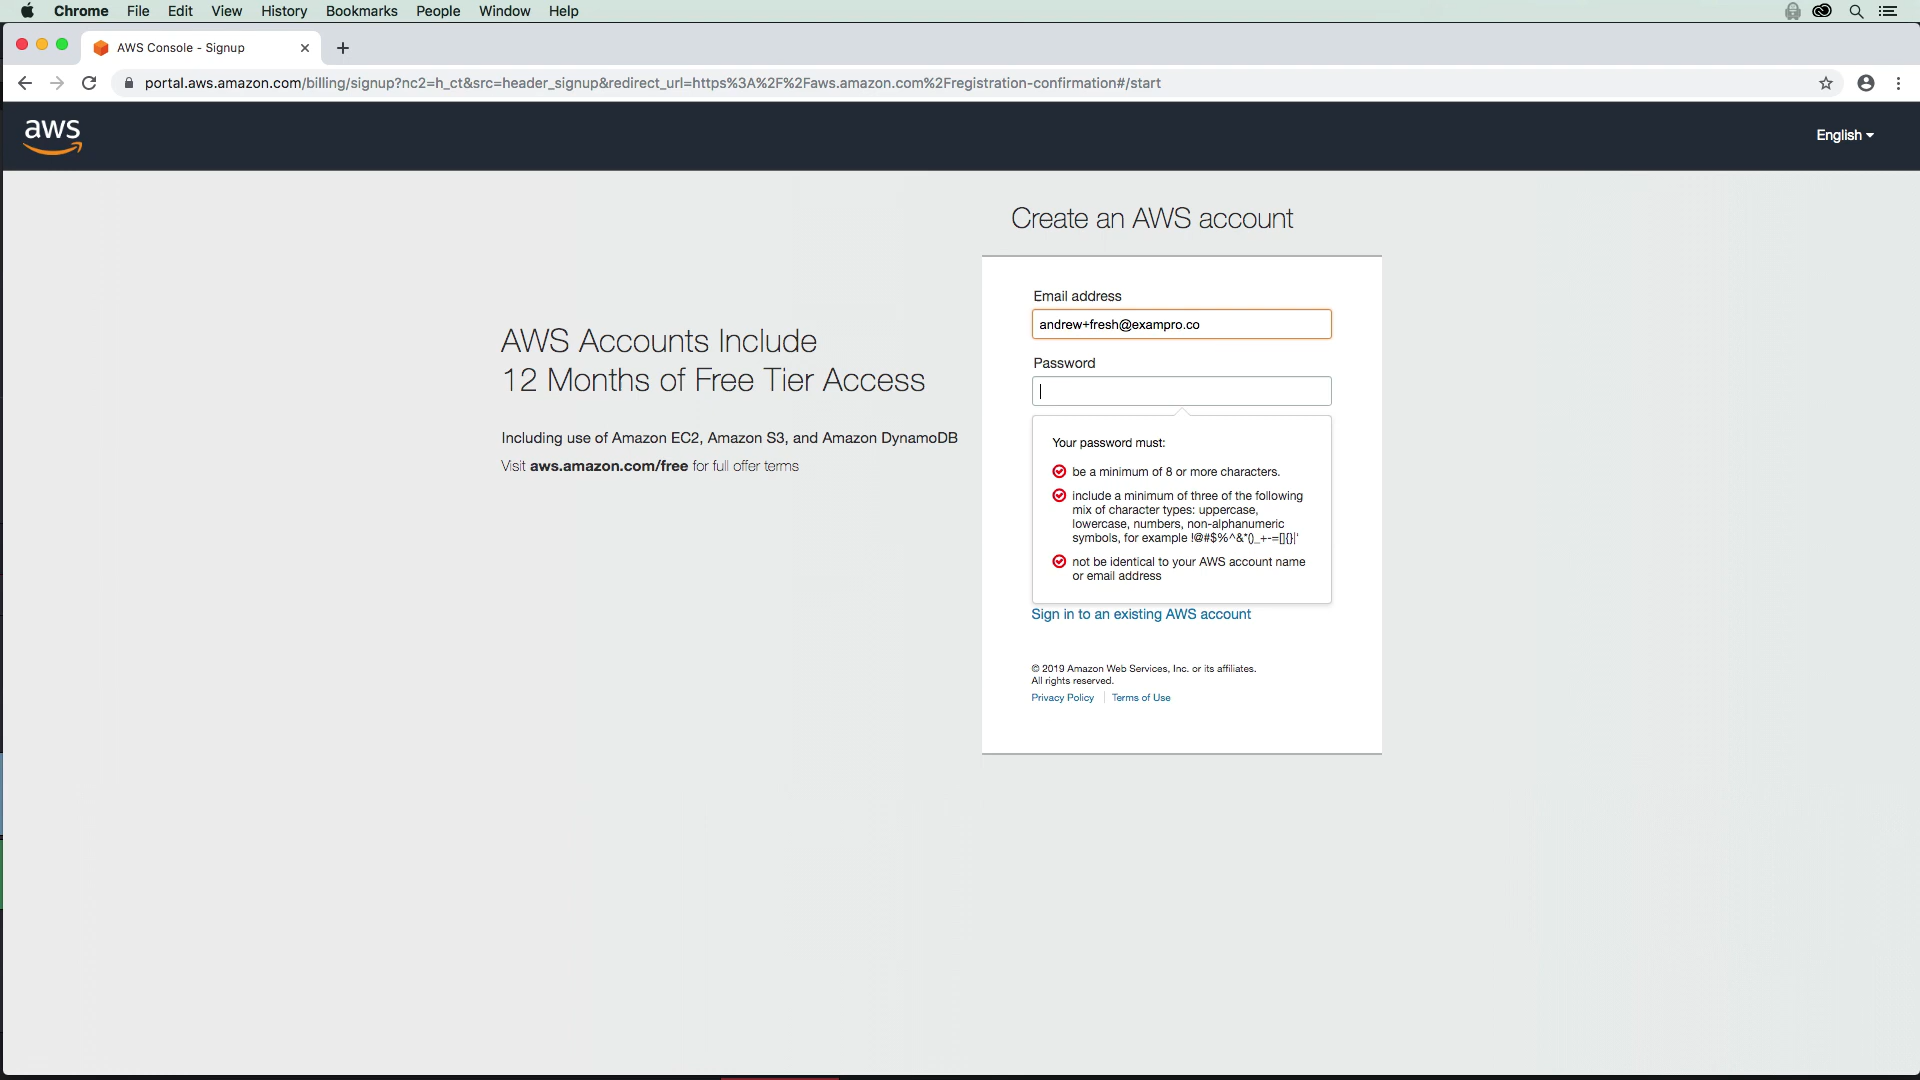 Chrome File Edit View History Bookmarks People Window Help
AWS Console - Signup
portal.aws.amazon.com/billing/signup?nc2=h_ct&src=header_signup&redirect_url=https%3A%2F%2Faws.amazon.com%2Fregistration-confirmation#/start
aws
English
Create an AWS account
AWS Accounts Include
12 Months of Free Tier Access
Including use of Amazon EC2, Amazon S3, and Amazon DynamoDB
Visit aws.amazon.com/free for full offer terms
Email address
andrew+fresh@exampro.co
Password
Your password must:
be a minimum of 8 or more characters.
include a minimum of three of the following
mix of character types: uppercase,
lowercase, numbers, non-alphanumeric
symbols, for example !@#$%^&*()_+-=[]{}|'
not be identical to your AWS account name
or email address
Sign in to an existing AWS account
© 2019 Amazon Web Services, Inc. or its affiliates.
All rights reserved.
Privacy Policy | Terms of Use